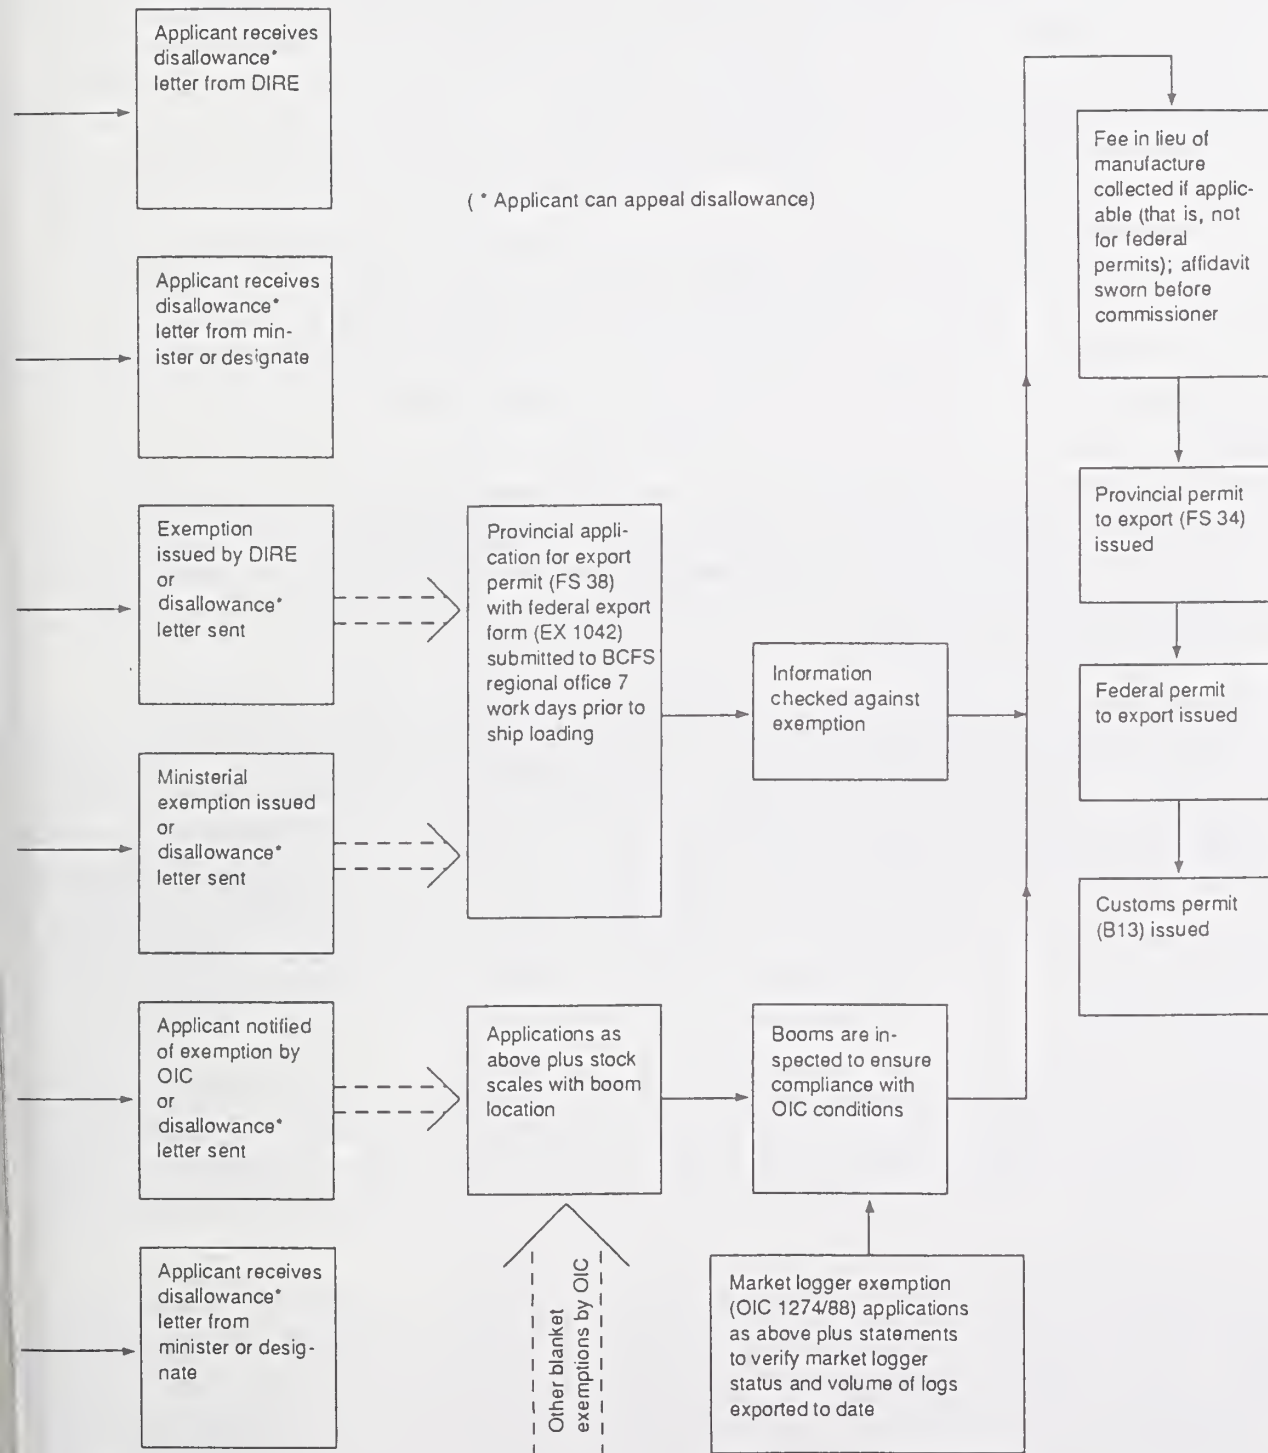 Applicant receives
disallowance*
letter from DIRE
( * Applicant can appeal disallowance)
Fee in lieu of
manufacture
collected if applic-
able (that is, not
for federal
permits); affidavit
sworn before
commissioner
Applicant receives
disallowance*
letter from min-
ister or designate
Exemption
issued by DIRE
or
disallowance*
letter sent
Provincial appli-
cation for export
permit (FS 38)
with federal export
form (EX 1042)
submitted to BCFS
regional office 7
work days prior to
ship loading
Information
checked against
exemption
Provincial permit
to export (FS 34)
issued
Federal permit
to export issued
Customs permit
(B13) issued
Ministerial
exemption issued
or
disallowance*
letter sent
Applicant notified
of exemption by
OIC
or
disallowance*
letter sent
Applications as
above plus stock
scales with boom
location
Booms are in-
spected to ensure
compliance with
OIC conditions
Applicant receives
disallowance*
letter from
minister or desig-
nate
Other blanket
exemptions by OIC
Market logger exemption
(OIC 1274/88) applications
as above plus statements
to verify market logger
status and volume of logs
exported to date